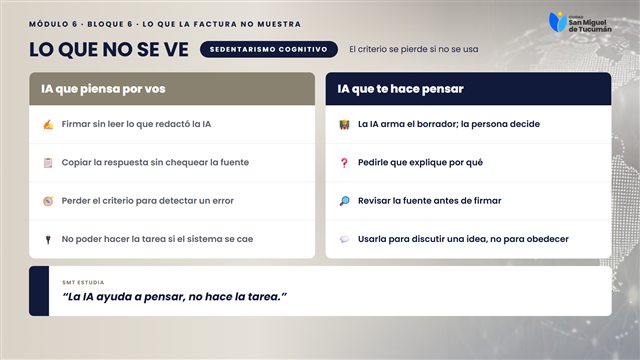 MÓDULO 6 · BLOQUE 6 · LO QUE LA FACTURA NO MUESTRA
CIUDAD
San Miguel
de Tucumán
LO QUE NO SE VE
SEDENTARISMO COGNITIVO
El criterio se pierde si no se usa
IA que piensa por vos
Firmar sin leer lo que redactó la IA
Copiar la respuesta sin chequear la fuente
Perder el criterio para detectar un error
No poder hacer la tarea si el sistema se cae
IA que te hace pensar
La IA arma el borrador; la persona decide
Pedirle que explique por qué
Revisar la fuente antes de firmar
Usarla para discutir una idea, no para obedecer
SMT ESTUDIA
“La IA ayuda a pensar, no hace la tarea.”